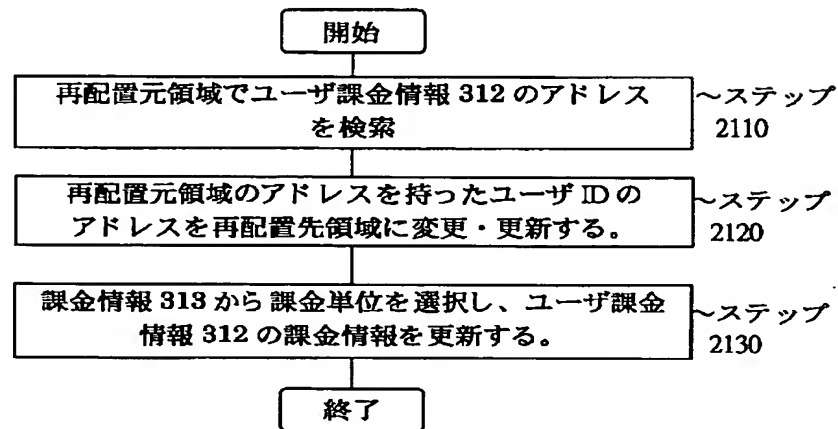 開始
再配置元領域でユーザ課金情報 312 のアドレス
を検索
～ステップ
2110
再配置元領域のアドレスを持ったユーザ ID の
アドレスを再配置先領域に変更・更新する。
～ステップ
2120
課金情報 313 から課金単位を選択し、ユーザ課金
情報 312 の課金情報を更新する。
～ステップ
2130
終了